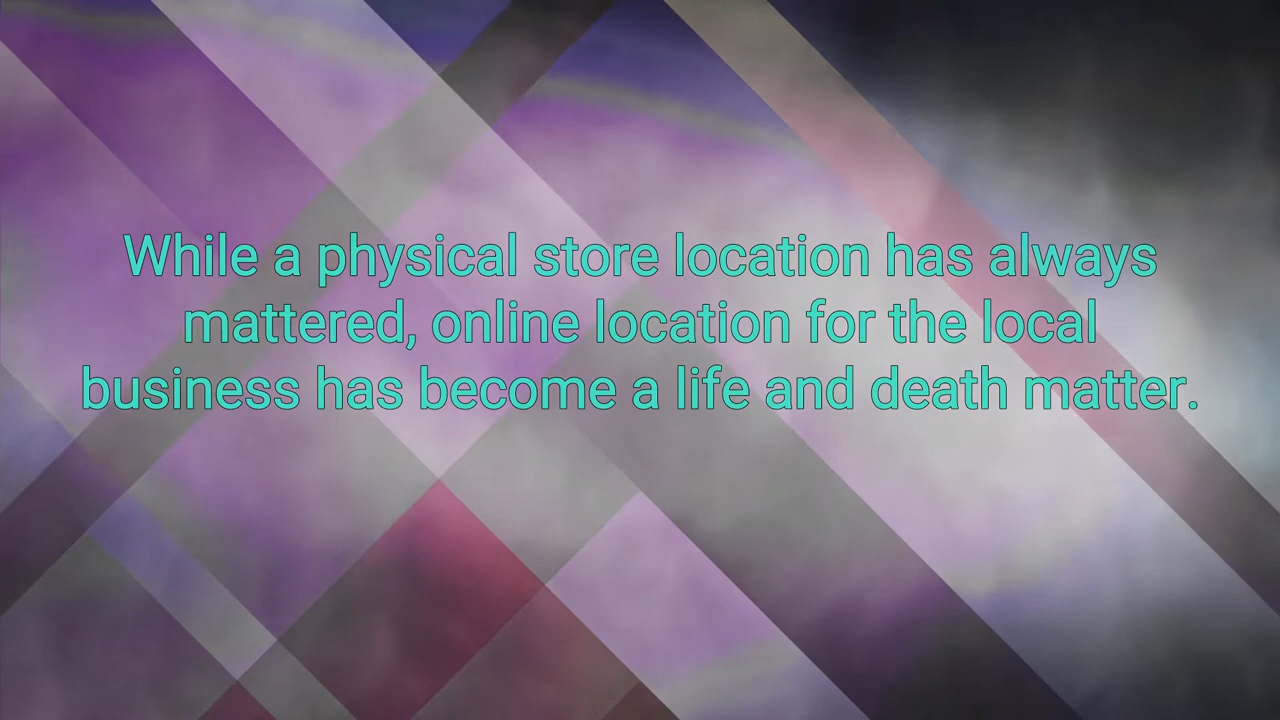 While a physical store location has always
mattered, online location for the local
business has become a life and death matter.